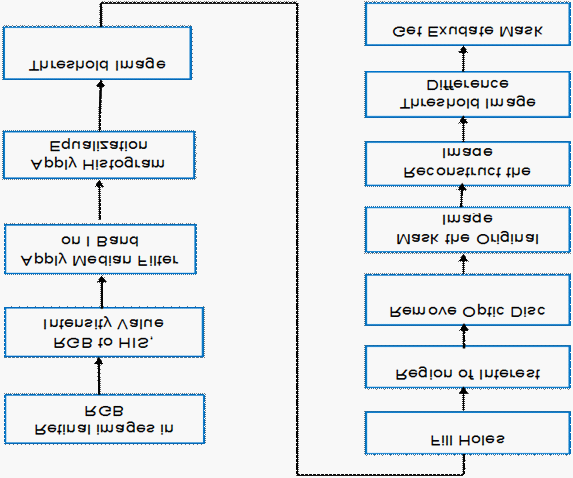 Retinal images in
RGB
RGB to HIS,
Intensity Value
Apply Median Filter
on I Band
Apply Histogram
Equalization
Threshold Image
Fill Holes
Region of Interest
Remove Optic Disc
Mask the Original
Image
Reconstruct the
Image
Threshold Image
Difference
Get Exudate Mask